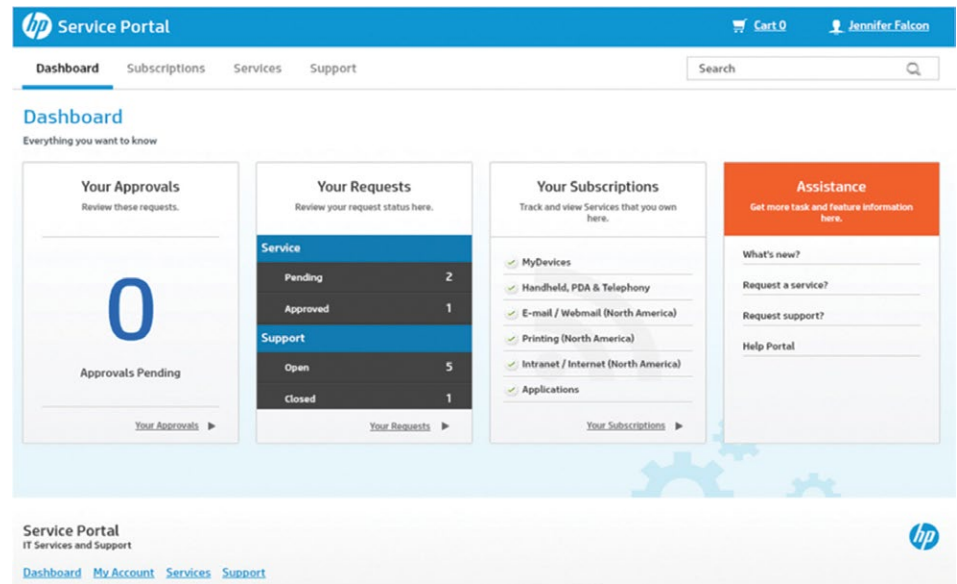 hp Service Portal
Cart 0
Jennifer Falcon
Dashboard Subscriptions Services Support
Search
Dashboard
Everything you want to know
Your Approvals
Review these requests.
0
Approvals Pending
Your Approvals
Your Requests
Review your request status here.
Service
Pending 2
Approved 1
Support
Open 5
Closed 1
Your Requests
Your Subscriptions
Track and view Services that you own
here.
MyDevices
Handheld, PDA & Telephony
E-mail / Webmail (North America)
Printing (North America)
Intranet / Internet (North America)
Applications
Your Subscriptions
Assistance
Get more task and feature information
here.
What's new?
Request a service?
Request support?
Help Portal
Service Portal
IT Services and Support
hp
Dashboard My Account Services Support